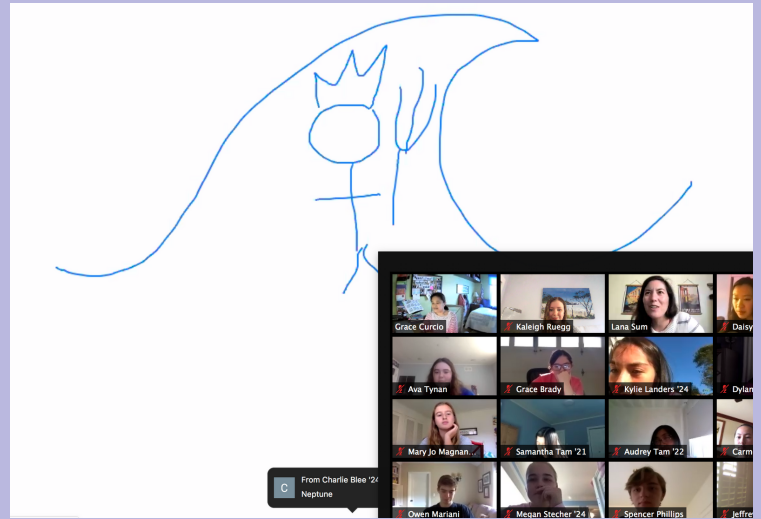 Grace Curcio
Kaleigh Ruegg
Lana Sum
Daisy
Ava Tynan
Grace Brady
Kylie Landers '24
Dylan
Mary Jo Magnan...
Samantha Tam '21
Audrey Tam '22
Carm
Owen Mariani
Megan Stecher '24
Spencer Phillips
Jeffre
C
From Charlie Blee '24
Neptune